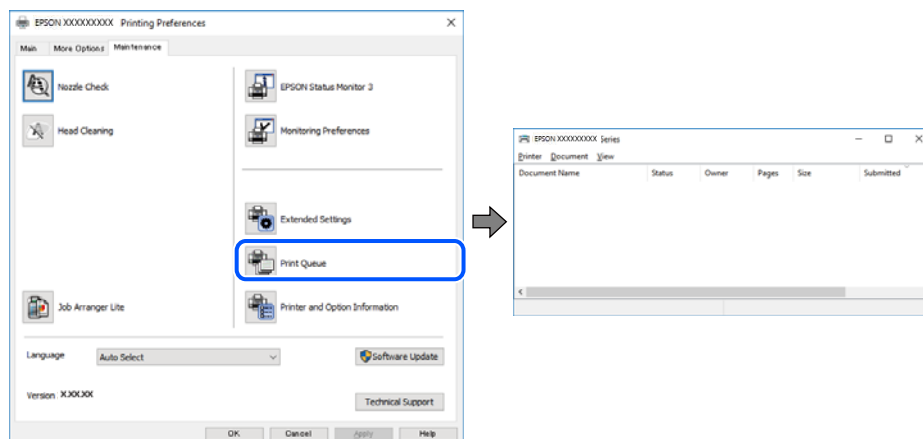 EPSON XXXXXXXXX Printing Preferences
Main More Options Maintenance
Nozzle Check
EPSON Status Monitor 3
Head Cleaning
Monitoring Preferences
Extended Settings
Print Queue
Job Arranger Lite
Printer and Option Information
Language Auto Select
Software Update
Version X.XX.XX
Technical Support
OK Cancel Apply Help
EPSON XXXXXXXXX Series
Printer Document View
Document Name Status Owner Pages Size Submitted